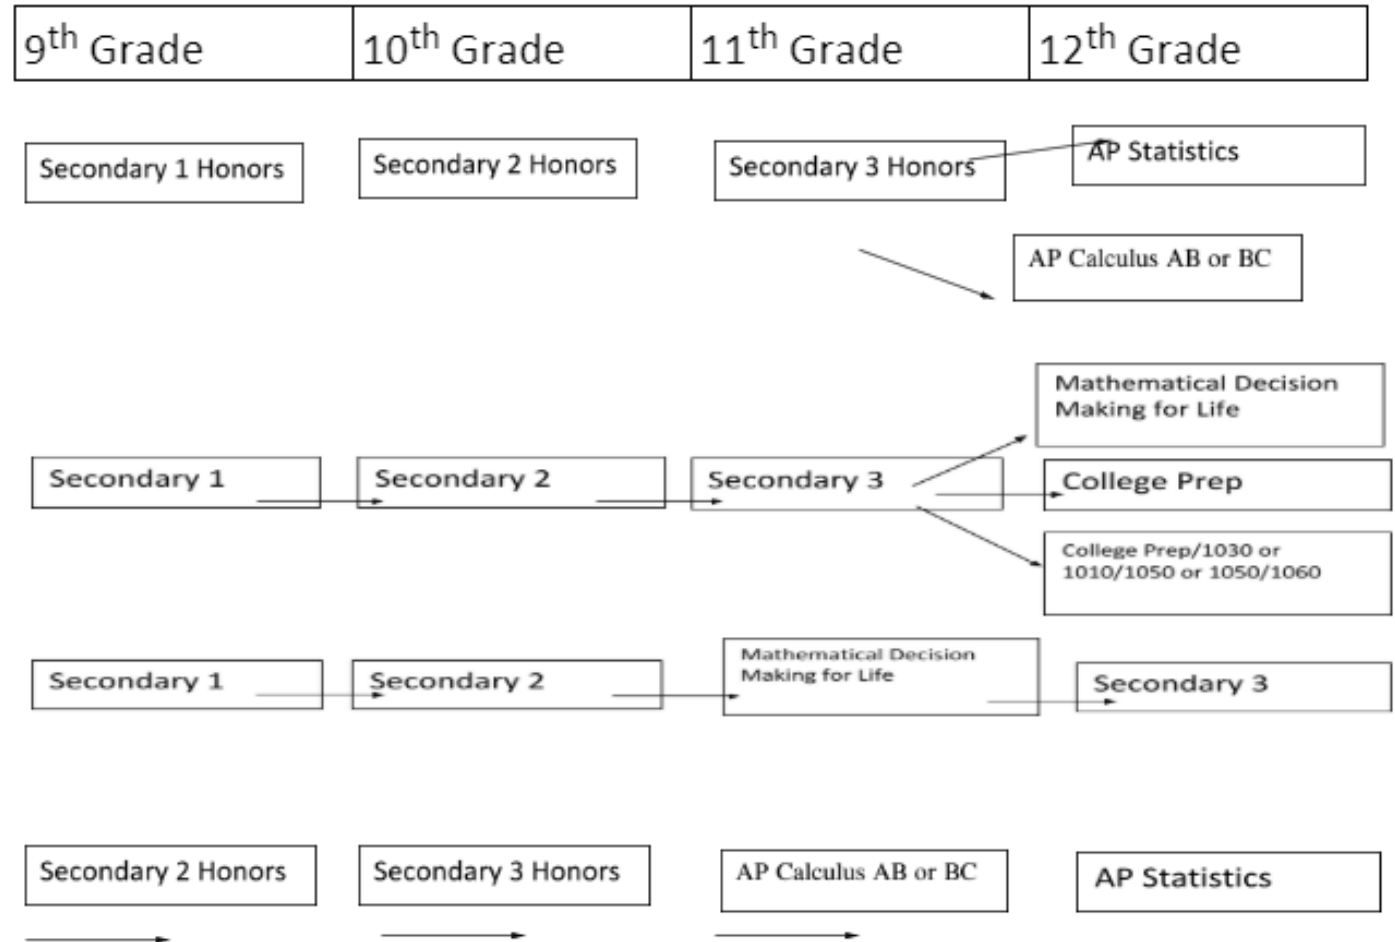 9th Grade
10th Grade
11th Grade
12th Grade
Secondary 1 Honors
Secondary 2 Honors
Secondary 3 Honors
AP Statistics
AP Calculus AB or BC
Mathematical Decision
Making for Life
Secondary 1
Secondary 2
Secondary 3
College Prep
College Prep/1030 or
1010/1050 or 1050/1060
Secondary 1
Secondary 2
Mathematical Decision
Making for Life
Secondary 3
Secondary 2 Honors
Secondary 3 Honors
AP Calculus AB or BC
AP Statistics